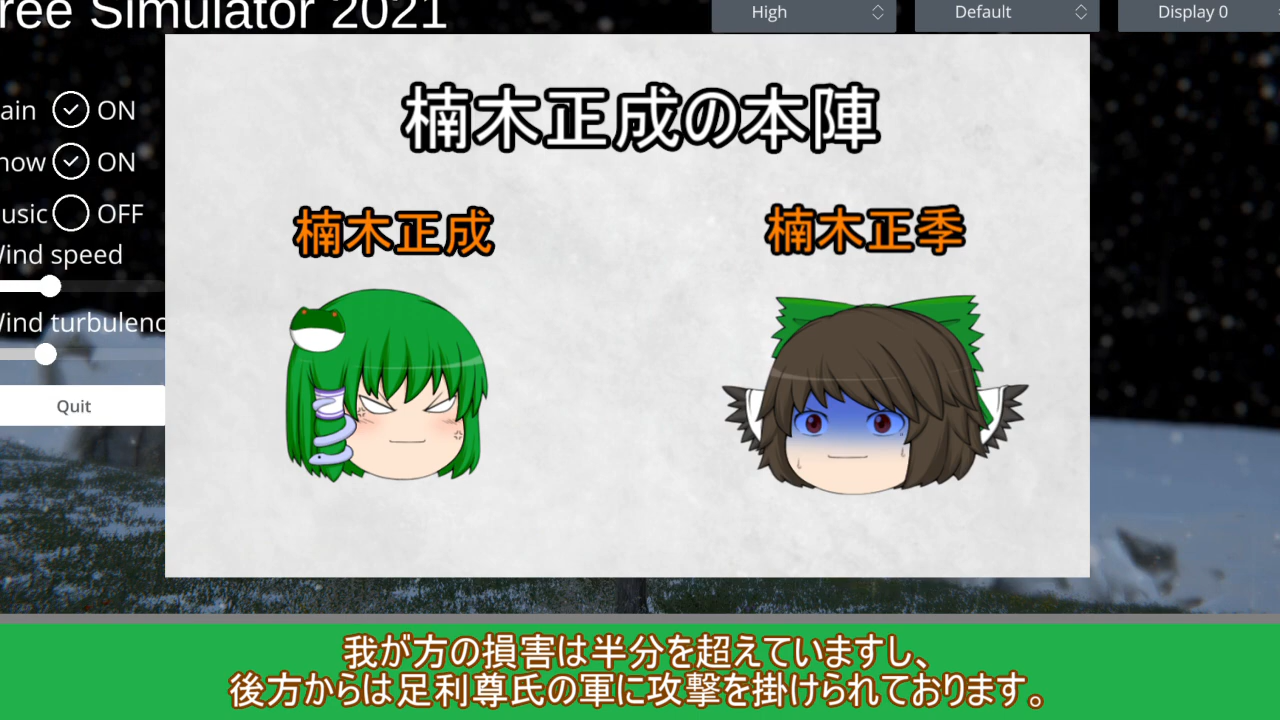 ree Simulator 2021
High
Default
Display 0
ain ON
now ON
usic OFF
Wind speed
Wind turbulenc
Quit
楠木正成の本陣
楠木正成
楠木正季
我が方の損害は半分を超えていますし、
後方からは足利尊氏の軍に攻撃を掛けられております。